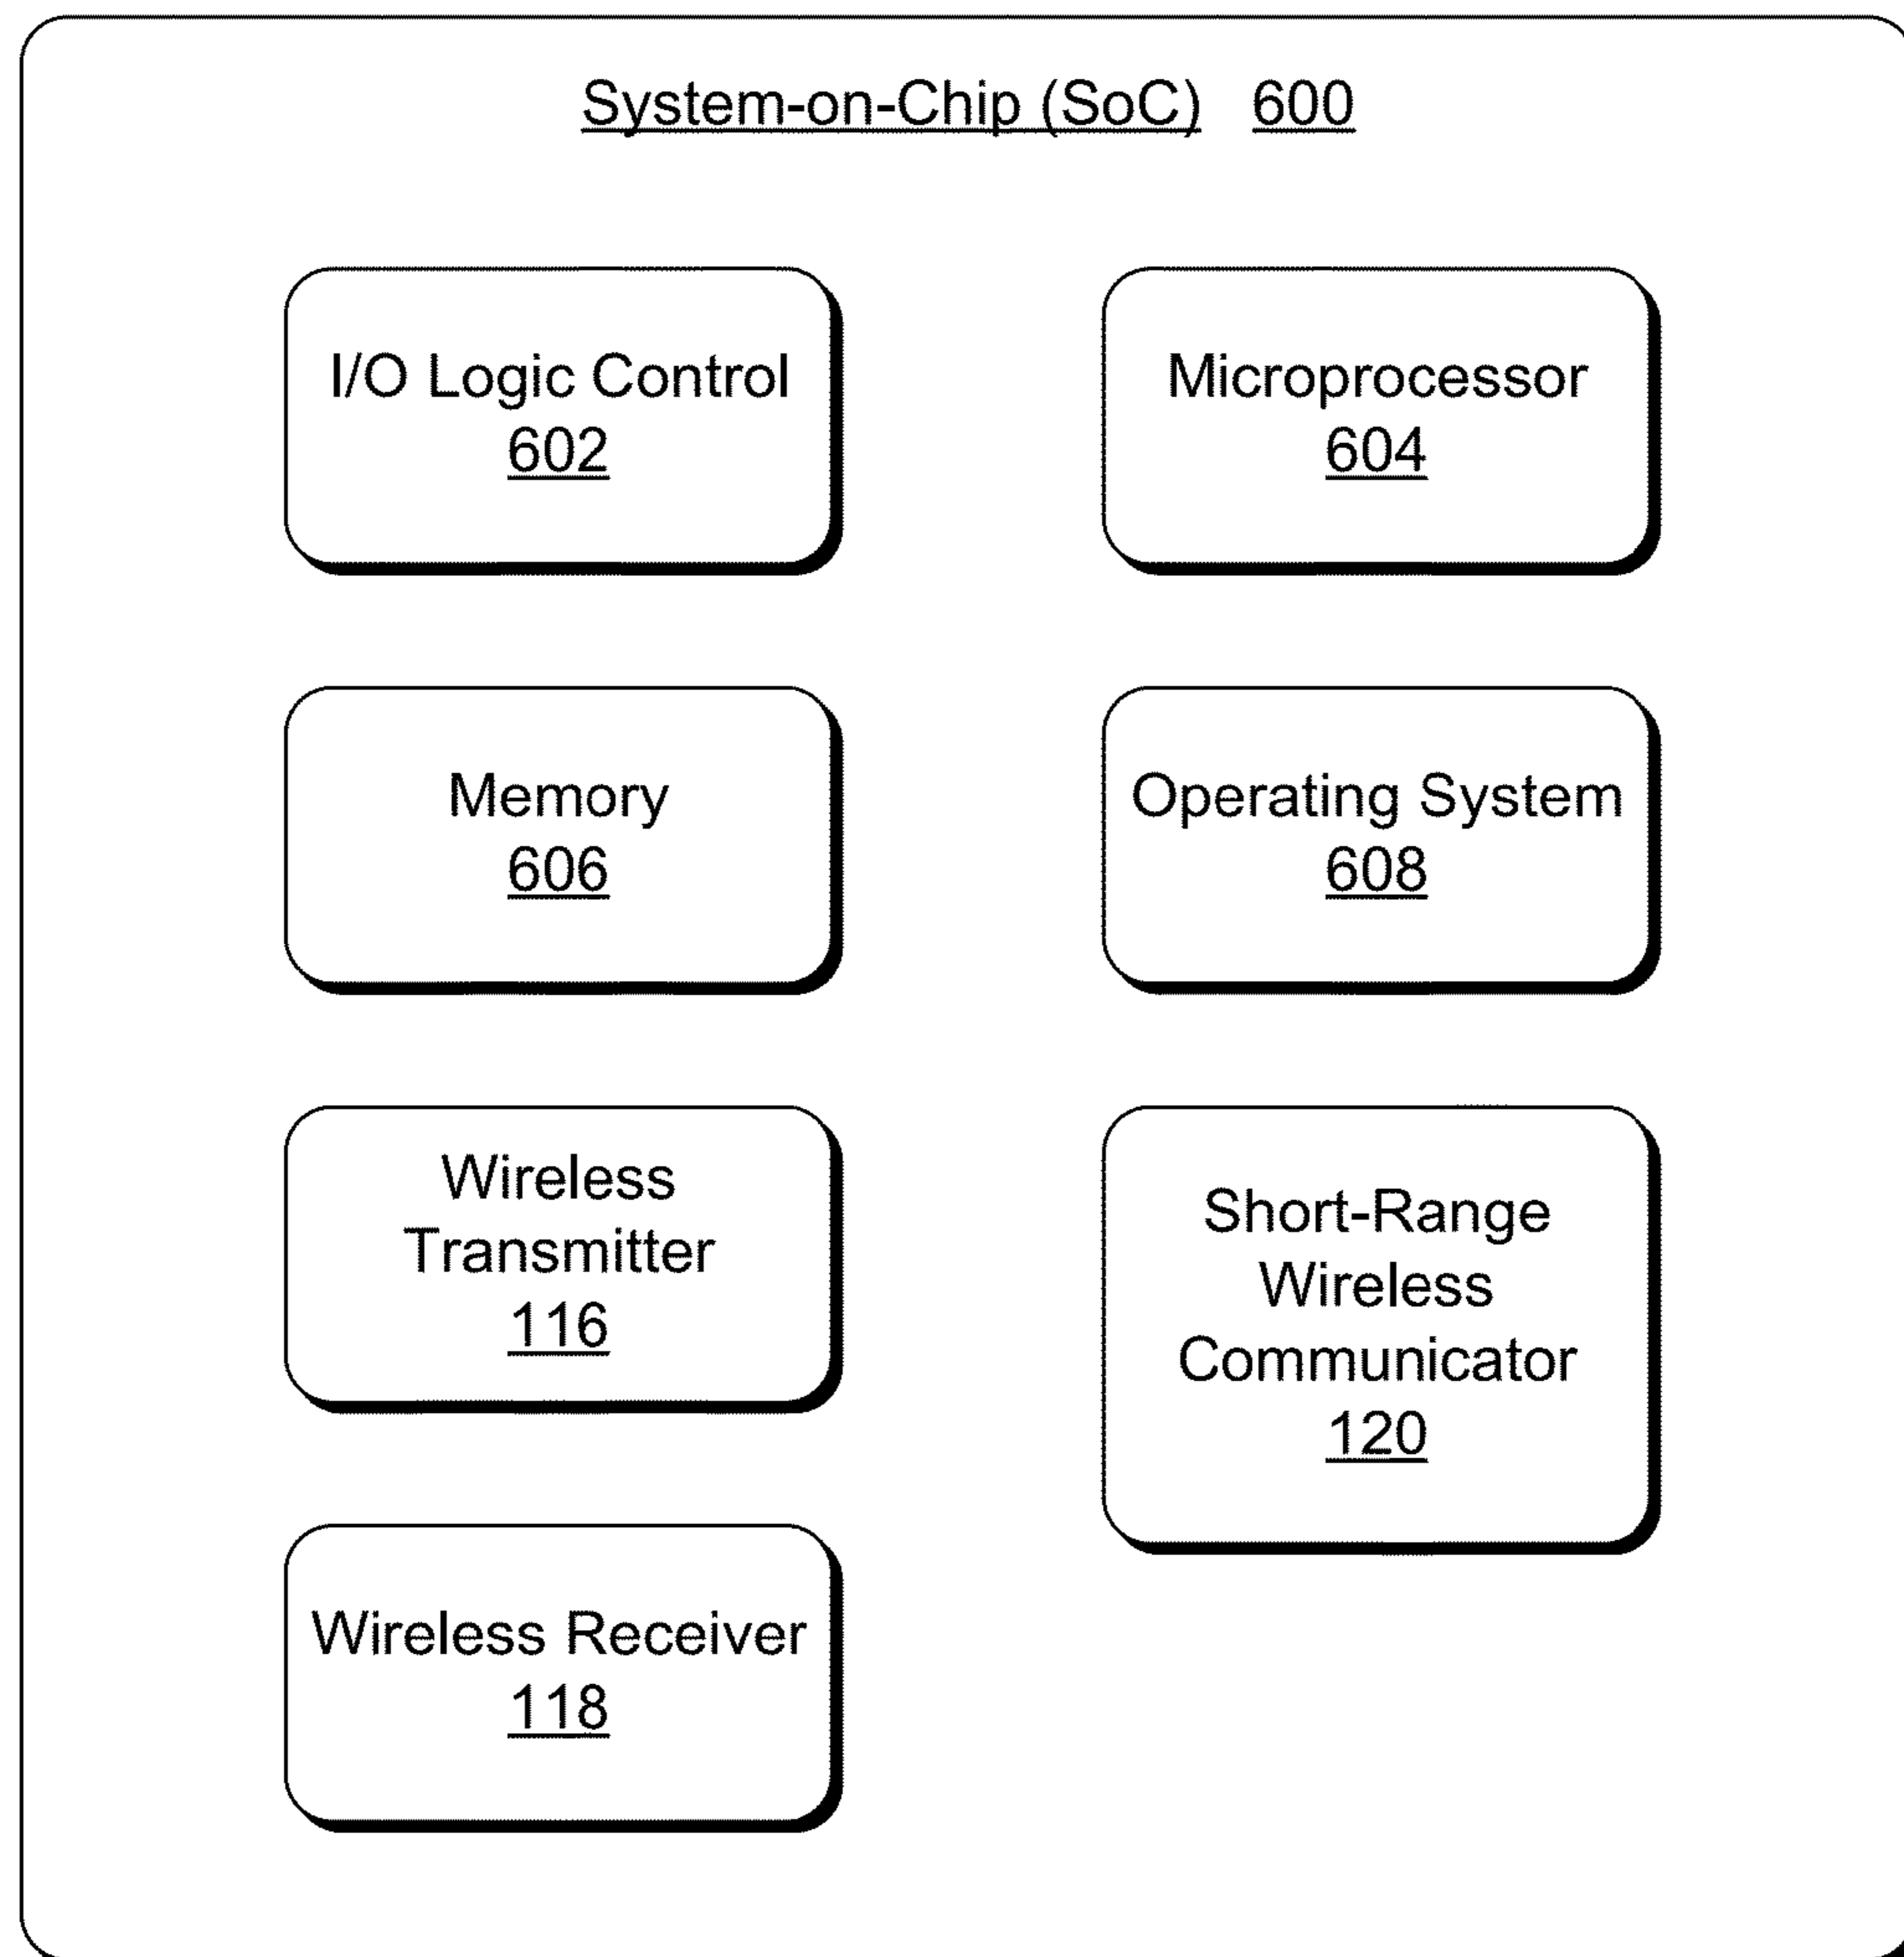 System-on-Chip (SoC) 600
I/O Logic Control
602
Microprocessor
604
Memory
606
Operating System
608
Wireless
Transmitter
116
Short-Range
Wireless
Communicator
120
Wireless Receiver
118